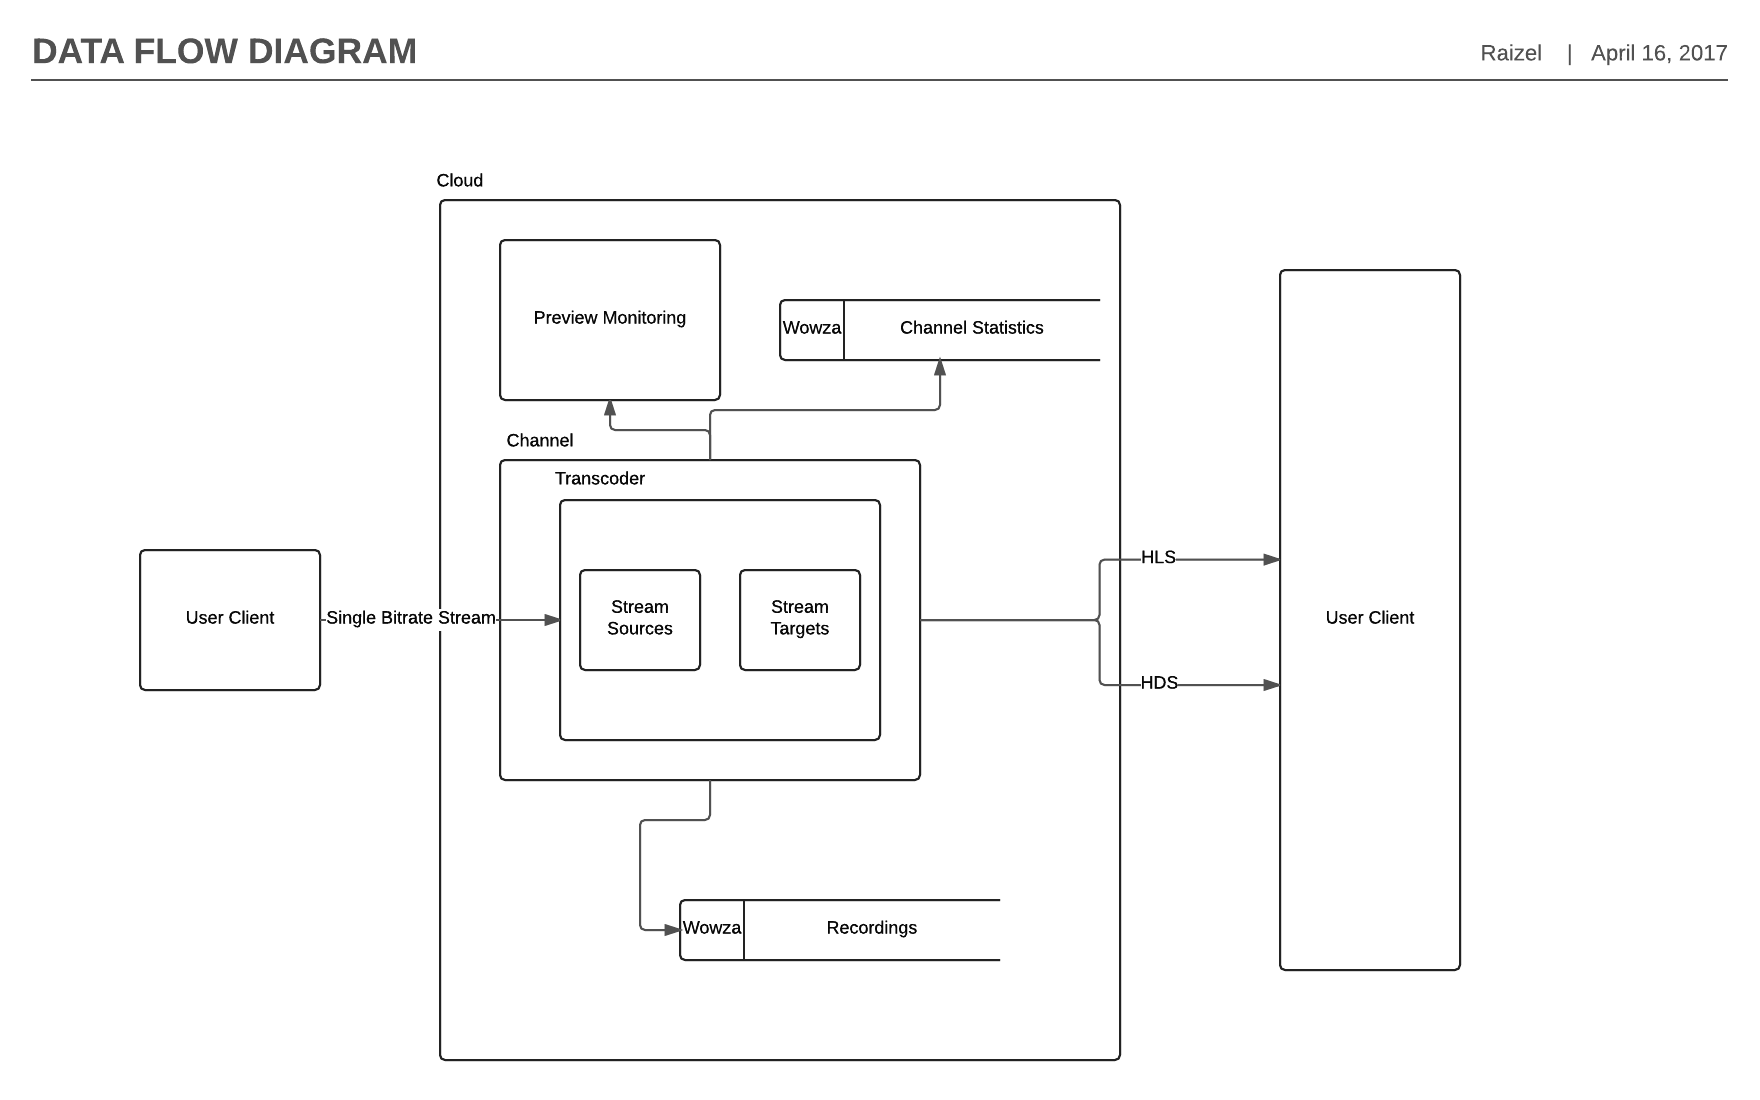 DATA FLOW DIAGRAM
Raizel | April 16, 2017
Cloud
Preview Monitoring
Wowza
Channel Statistics
Channel
Transcoder
User Client
Single Bitrate Stream
Stream
Sources
Stream
Targets
HLS
HDS
User Client
Wowza
Recordings